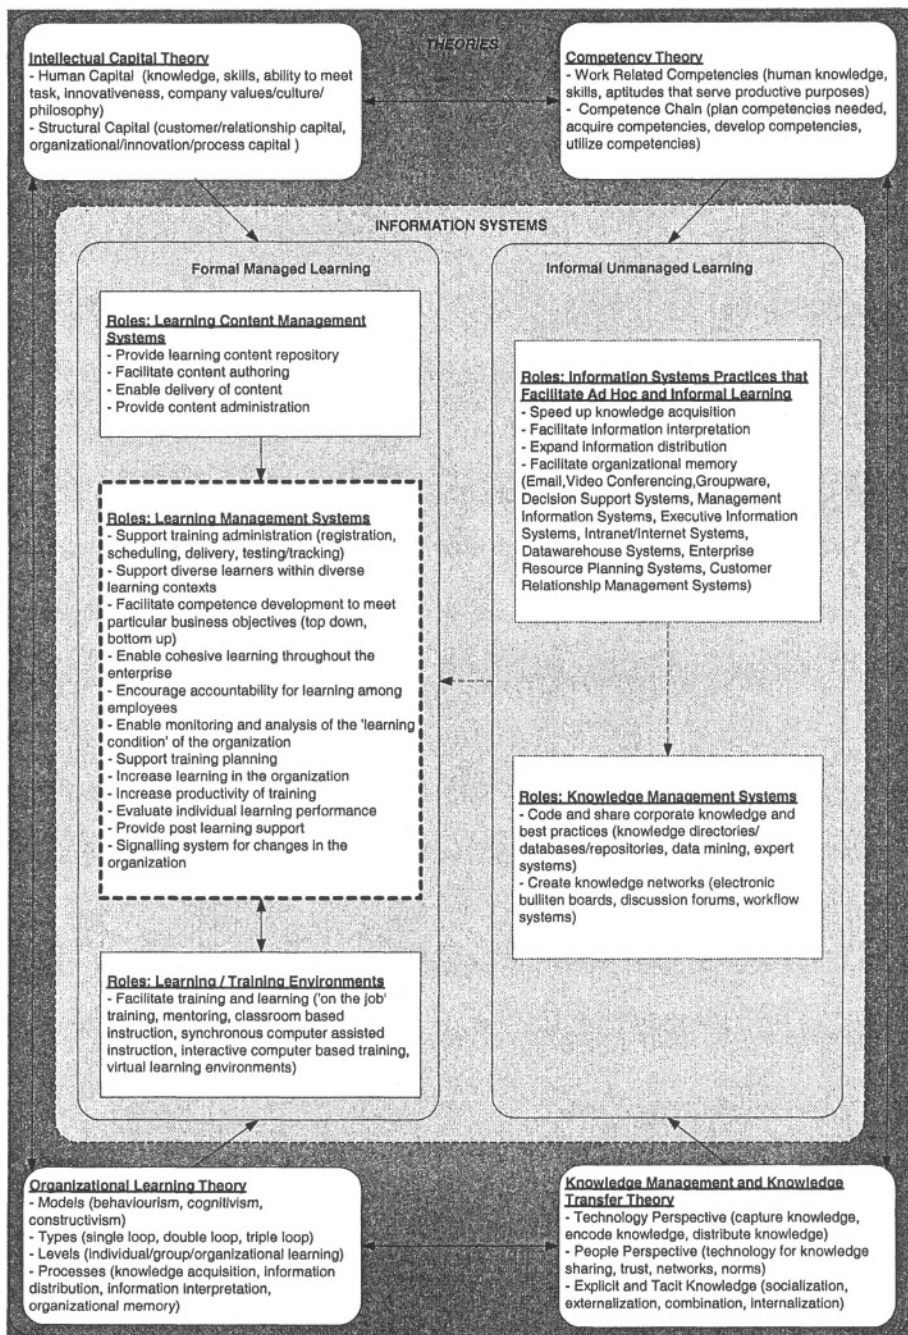 THEORIES
Intellectual Capital Theory
- Human Capital (knowledge, skills, ability to meet
task, innovativeness, company values/culture/
philosophy)
- Structural Capital (customer/relationship capital,
organizational/innovation/process capital )
Competency Theory
- Work Related Competencies (human knowledge,
skills, aptitudes that serve productive purposes)
- Competence Chain (plan competencies needed,
acquire competencies, develop competencies,
utilize competencies)
INFORMATION SYSTEMS
Formal Managed Learning
Roles: Learning Content Management
Systems
- Provide learning content repository
- Facilitate content authoring
- Enable delivery of content
- Provide content administration
Roles: Learning Management Systems
- Support training administration (registration,
scheduling, delivery, testing/tracking)
- Support diverse learners within diverse
learning contexts
- Facilitate competence development to meet
particular business objectives (top down,
bottom up)
- Enable cohesive learning throughout the
enterprise
- Encourage accountability for learning among
employees
- Enable monitoring and analysis of the 'learning
condition' of the organization
- Support training planning
- Increase learning in the organization
- Increase productivity of training
- Evaluate individual learning performance
- Provide post learning support
- Signalling system for changes in the
organization
Roles: Learning / Training Environments
- Facilitate training and learning ('on the job'
training, mentoring, classroom based
instruction, synchronous computer assisted
instruction, interactive computer based training,
virtual learning environments)
Informal Unmanaged Learning
Roles: Information Systems Practices that
Facilitate Ad Hoc and Informal Learning
- Speed up knowledge acquisition
- Facilitate information interpretation
- Expand information distribution
- Facilitate organizational memory
(Email,Video Conferencing,Groupware,
Decision Support Systems, Management
Information Systems, Executive Information
Systems, Intranet/Internet Systems,
Datawarehouse Systems, Enterprise
Resource Planning Systems, Customer
Relationship Management Systems)
Roles: Knowledge Management Systems
- Code and share corporate knowledge and
best practices (knowledge directories/
databases/repositories, data mining, expert
systems)
- Create knowledge networks (electronic
bulliten boards, discussion forums, workflow
systems)
Organizational Learning Theory
- Models (behaviourism, cognitivism,
constructivism)
- Types (single loop, double loop, triple loop)
- Levels (individual/group/organizational learning)
- Processes (knowledge acquisition, information
distribution, information interpretation,
organizational memory)
Knowledge Management and Knowledge
Transfer Theory
- Technology Perspective (capture knowledge,
encode knowledge, distribute knowledge)
- People Perspective (technology for knowledge
sharing, trust, networks, norms)
- Explicit and Tacit Knowledge (socialization,
externalization, combination, internalization)